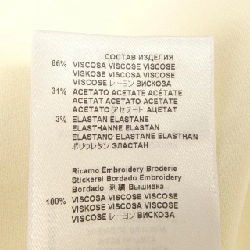 СОСТАВ ИЗДЕЛИЯ
66% VISCOSA VISCOSE VISCOSE
VISKOSE VISCOSA VISCOSE
VISCOSE レーヨン ВИСКОЗА
31% ACETATO ACETATE ACÉTATE
ACETAT ACETATO ACETATE
ACETATO アセテート АЦЕТАТ
3% ELASTAN ELASTANE
ELASTHANNE ELASTAN
ELASTANO ELASTANE ELASTHAN
ポリウレタン ЭЛАСТАН
Ricamo Embroidery Broderie
Stickerei Bordado Embroidery
Bordado 刺繍 Вышивка
100% VISCOSA VISCOSE VISCOSE
VISKOSE VISCOSA VISCOSE
VISCOSE レーヨン ВИСКОЗА